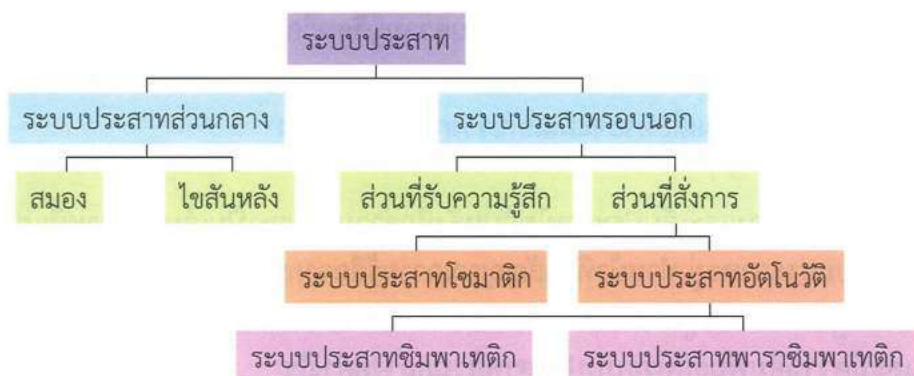 ระบบประสาท
ระบบประสาทส่วนกลาง
ระบบประสาทรอบนอก
สมอง
ไขสันหลัง
ส่วนที่รับความรู้สึก
ส่วนที่สั่งการ
ระบบประสาทโซมาติก
ระบบประสาทอัตโนวัติ
ระบบประสาทซิมพาเทติก
ระบบประสาทพาราซิมพาเทติก